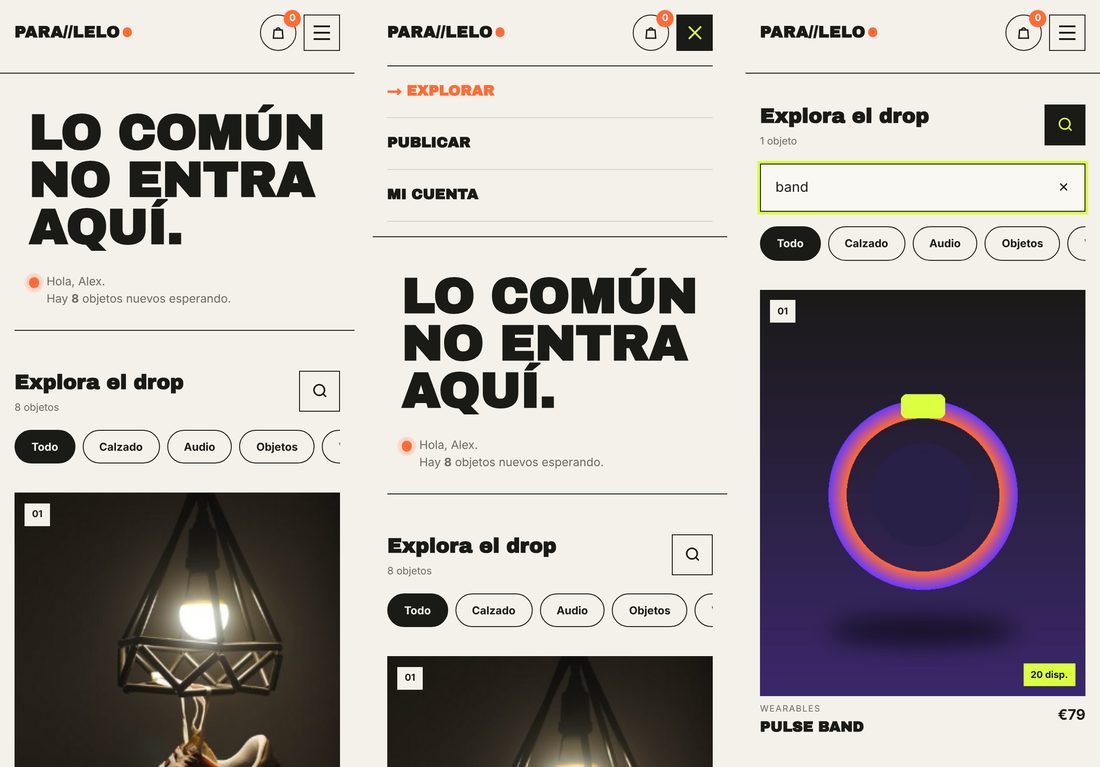 PARA//LELO
0
LO COMÚN
NO ENTRA
AQUÍ.
Hola, Alex.
Hay 8 objetos nuevos esperando.
Explora el drop
8 objetos
Todo
Calzado
Audio
Objetos
01
PARA//LELO
0
→ EXPLORAR
PUBLICAR
MI CUENTA
LO COMÚN
NO ENTRA
AQUÍ.
Hola, Alex.
Hay 8 objetos nuevos esperando.
Explora el drop
8 objetos
Todo
Calzado
Audio
Objetos
01
PARA//LELO
0
Explora el drop
1 objeto
band
Todo
Calzado
Audio
Objetos
01
20 disp.
WEARABLES
PULSE BAND
€79